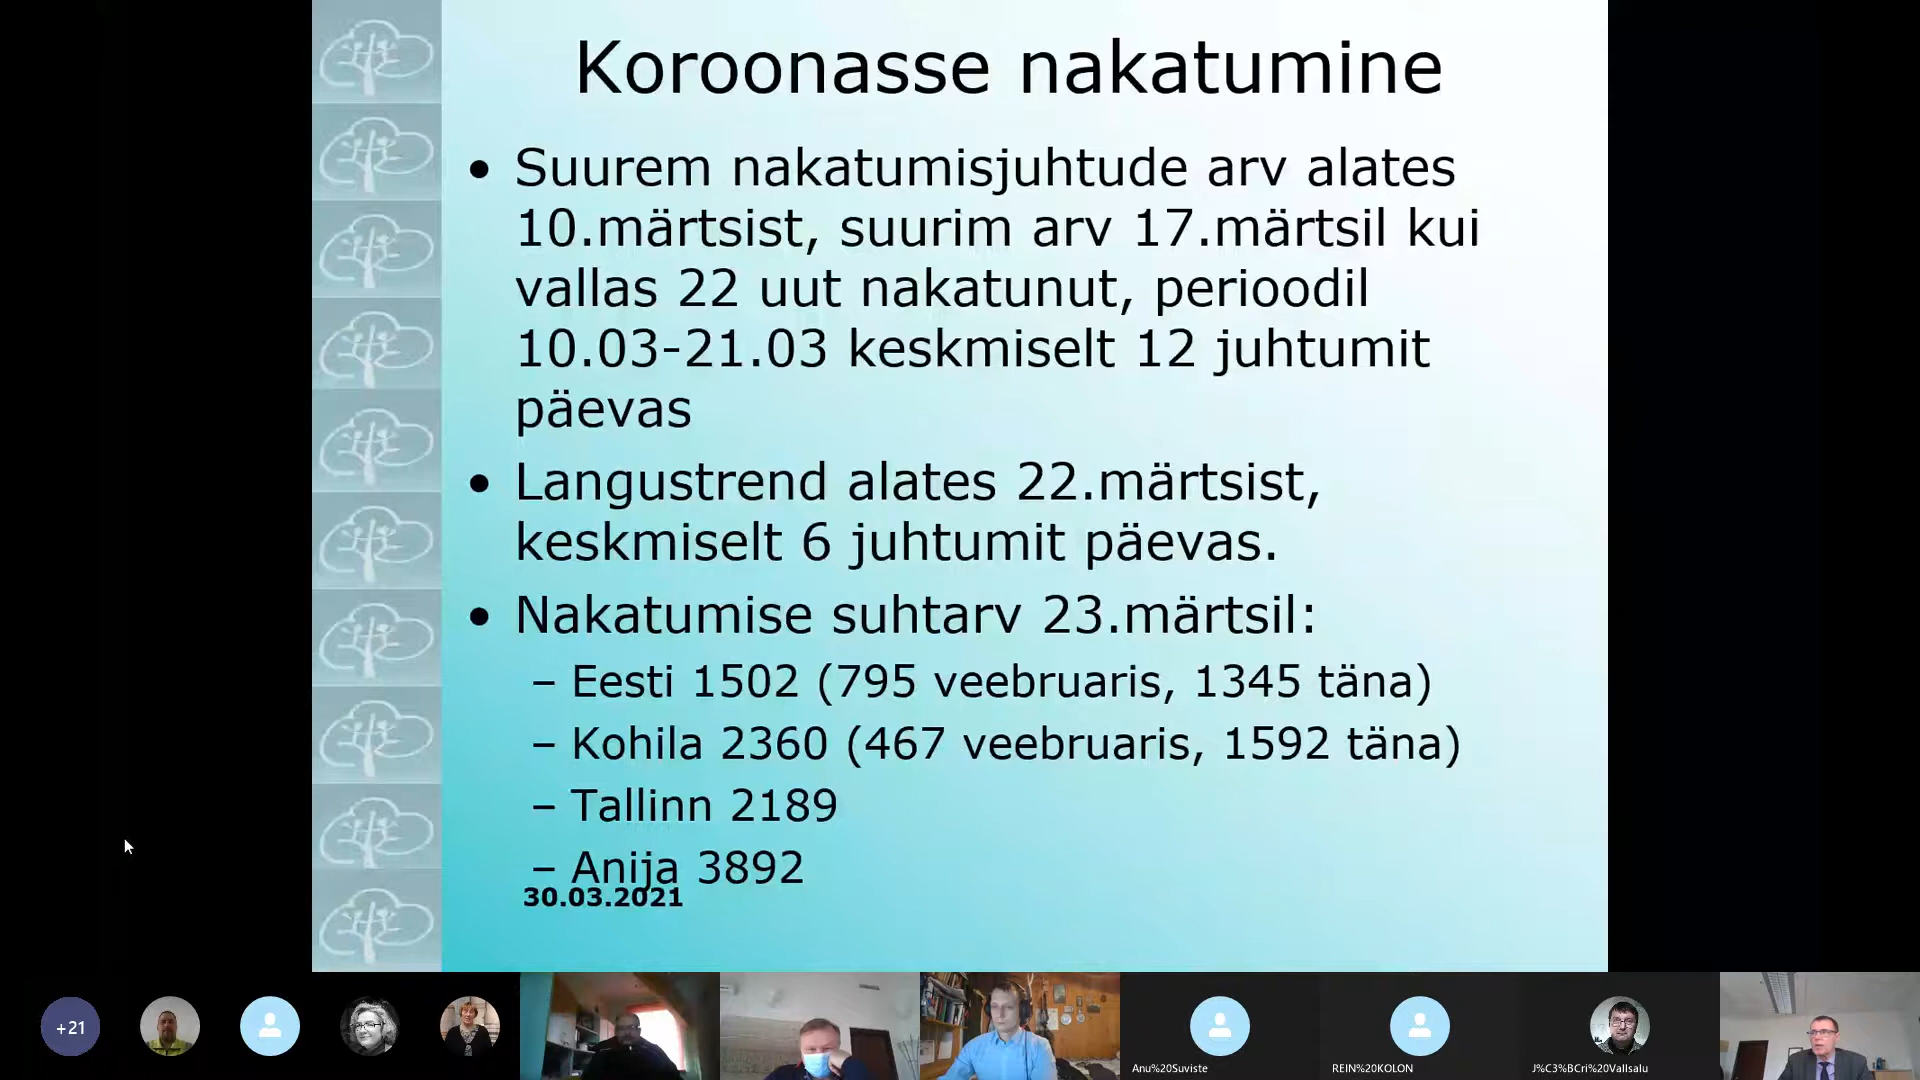 Koroonasse nakatumine
• Suurem nakatumisjuhtude arv alates
10.märtsist, suurim arv 17.märtsil kui
vallas 22 uut nakatunut, perioodil
10.03-21.03 keskmiselt 12 juhtumit
päevas
• Langustrend alates 22.märtsist,
keskmiselt 6 juhtumit päevas.
• Nakatumise suhtarv 23.märtsil:
– Eesti 1502 (795 veebruaris, 1345 täna)
– Kohila 2360 (467 veebruaris, 1592 täna)
– Tallinn 2189
– Anija 3892
30.03.2021
+21
Anu%20Suviste
REIN%20KOLON
J%C3%BCri%20Vallsalu